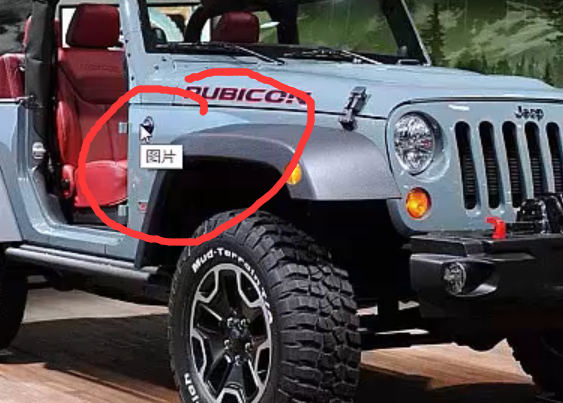 RUBICON
Jeep
图片
Mud-Terrain